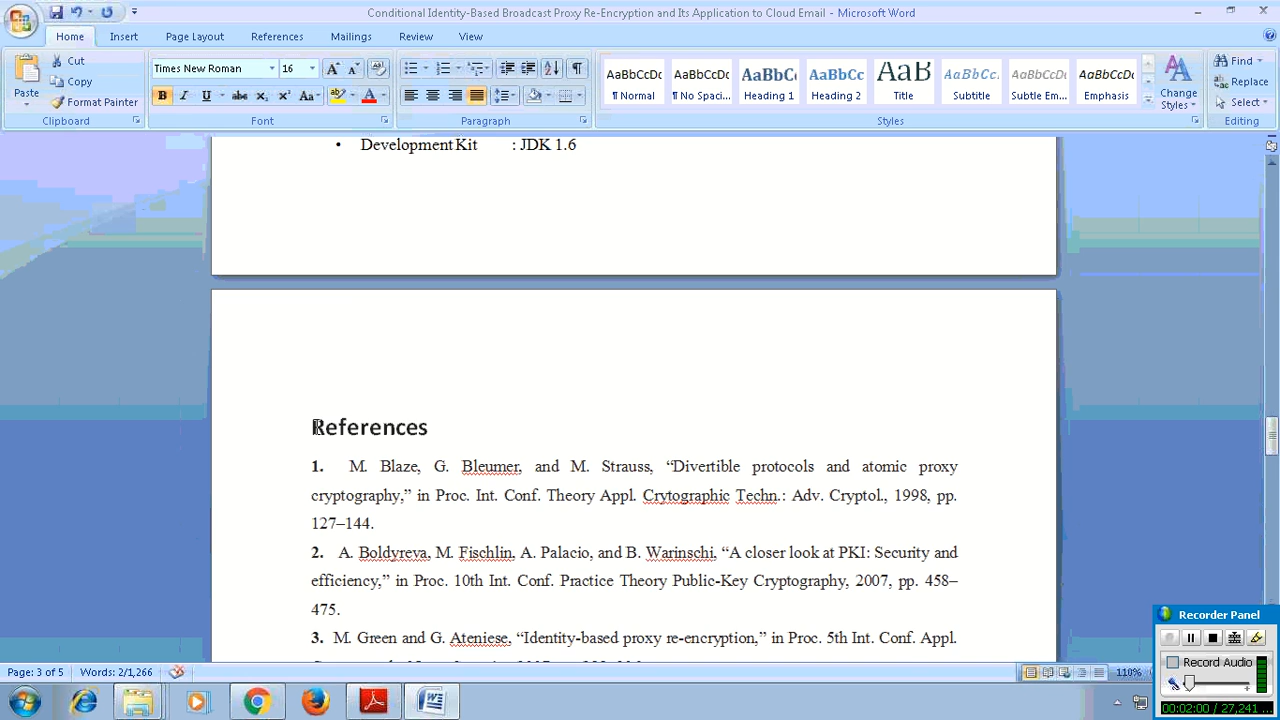 Conditional Identity-Based Broadcast Proxy Re-Encryption and Its Application to Cloud Email - Microsoft Word
Home Insert Page Layout References Mailings Review View
Cut
Copy
Format Painter
Paste
Clipboard
Times New Roman 16
Font
Paragraph
AaBbCcDc AaBbCcDc AaBbCc AaBbCc AaB AaBbCc. AaBbCcDc AaBbCcDc
¶ Normal ¶ No Spaci... Heading 1 Heading 2 Title Subtitle Subtle Em... Emphasis
Change Styles
Styles
Find
Replace
Select
Editing
• Development Kit : JDK 1.6
References
1. M. Blaze, G. Bleumer, and M. Strauss, “Divertible protocols and atomic proxy
cryptography,” in Proc. Int. Conf. Theory Appl. Crytographic Techn.: Adv. Cryptol., 1998, pp.
127–144.
2. A. Boldyreva, M. Fischlin, A. Palacio, and B. Warinschi, “A closer look at PKI: Security and
efficiency,” in Proc. 10th Int. Conf. Practice Theory Public-Key Cryptography, 2007, pp. 458–
475.
3. M. Green and G. Ateniese, “Identity-based proxy re-encryption,” in Proc. 5th Int. Conf. Appl.
Page: 3 of 5 Words: 2/1,266
110%
Recorder Panel
Record Audio
00:02:00 / 27,241 ...